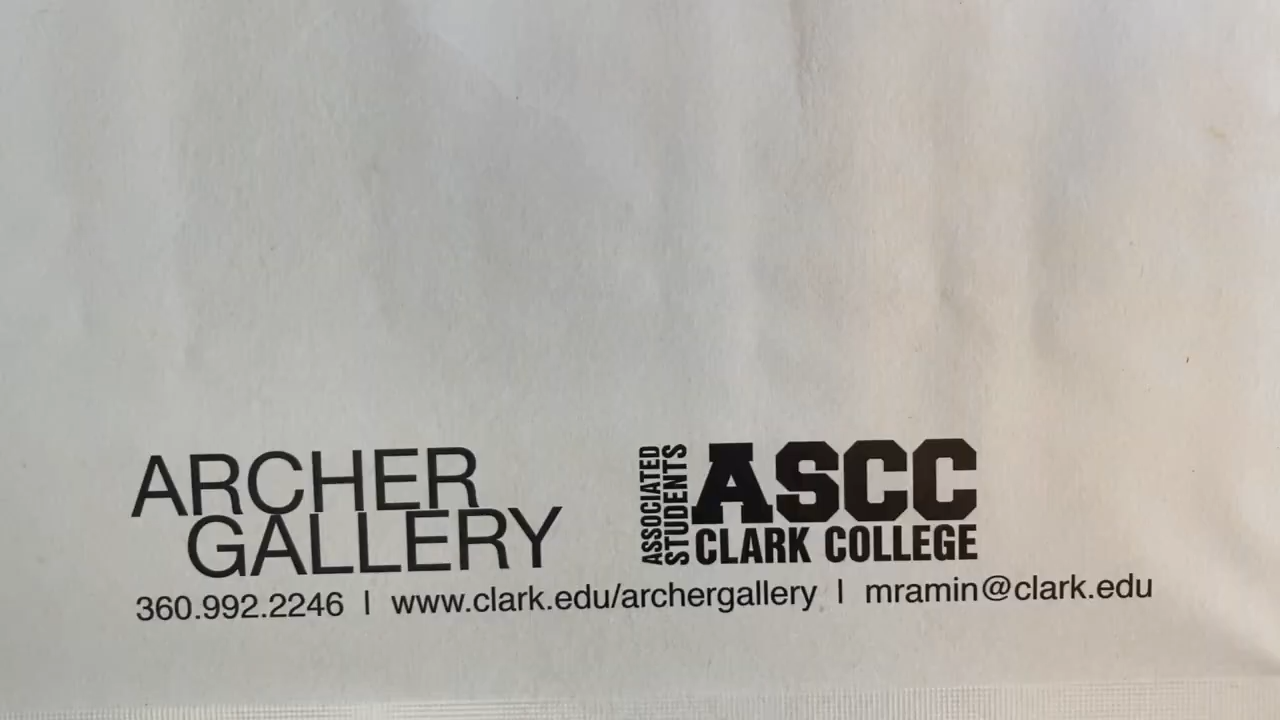 ARCHER
GALLERY
ASSOCIATED
STUDENTS
ASCC
CLARK COLLEGE
360.992.2246 | www.clark.edu/archergallery | mramin@clark.edu